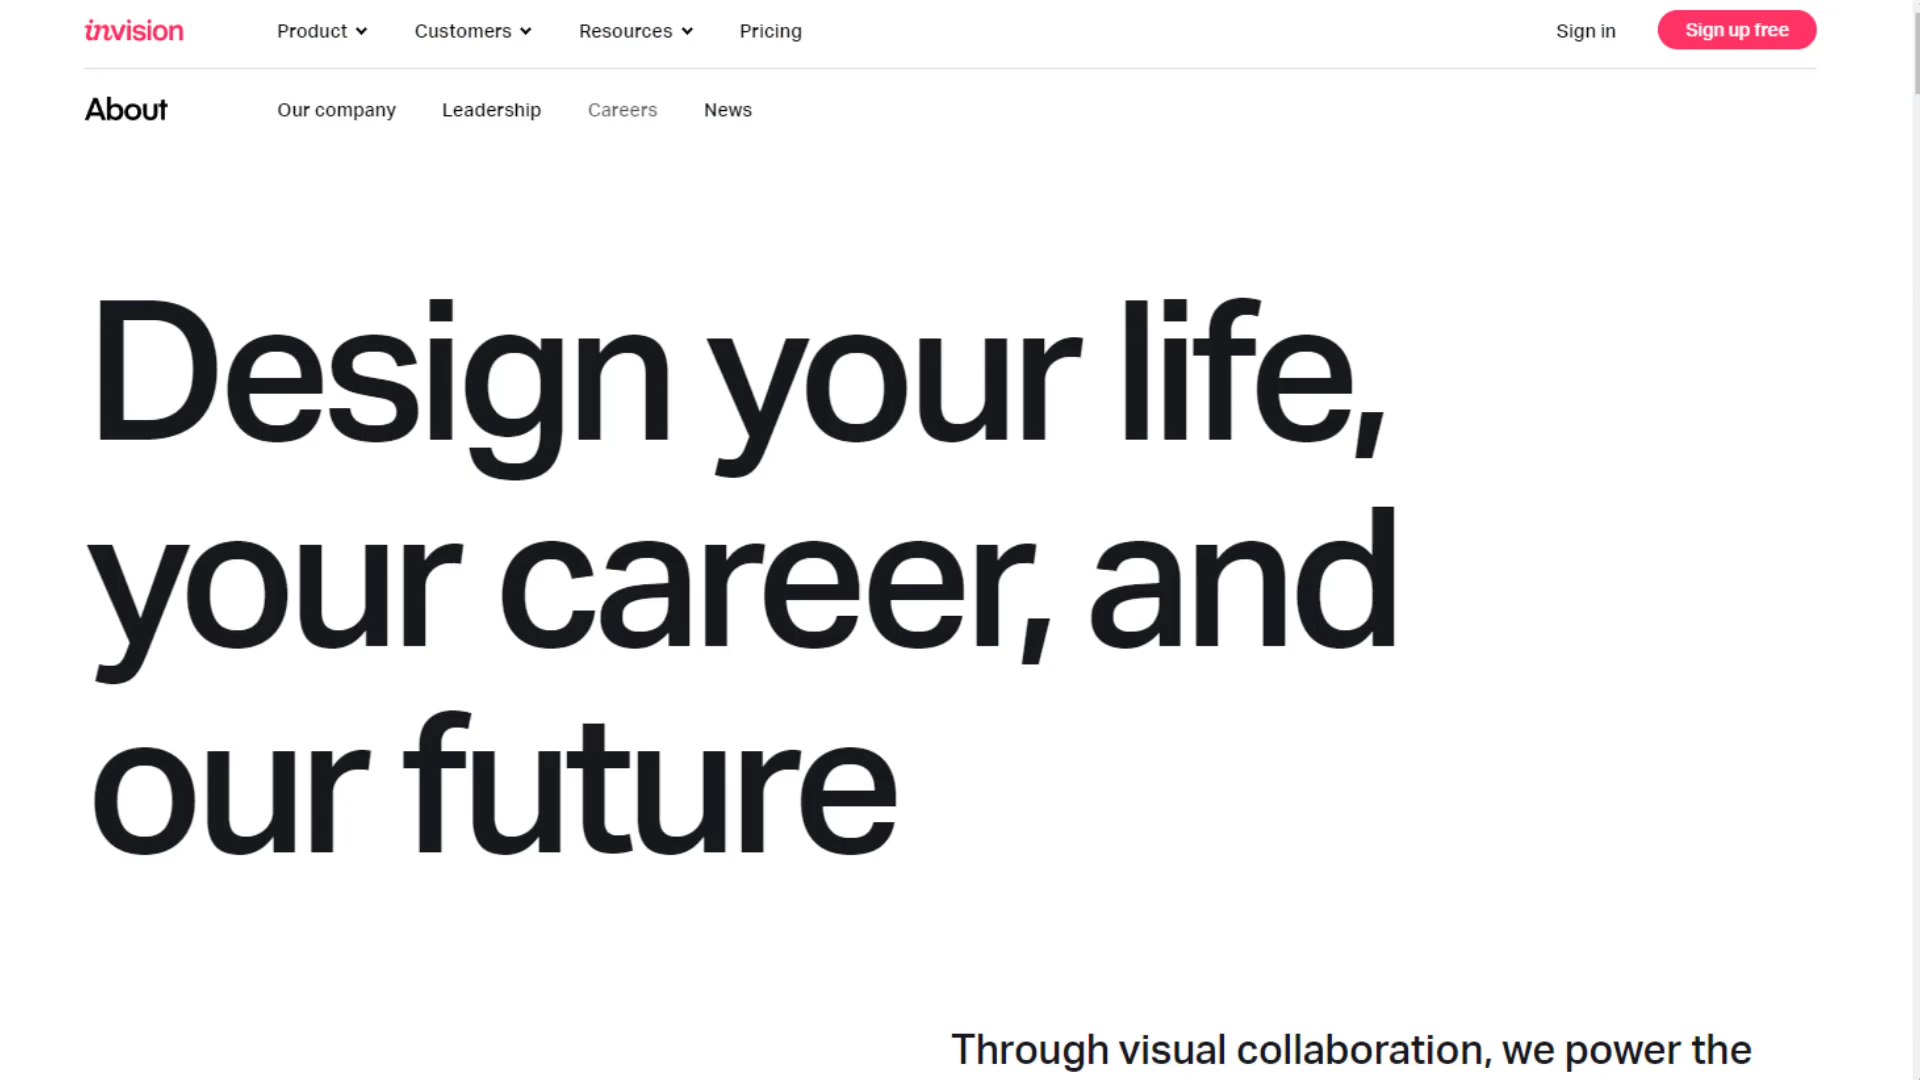 invision Product Customers Resources Pricing Sign in Sign up free
About Our company Leadership Careers News
Design your life,
your career, and
our future
Through visual collaboration, we power the